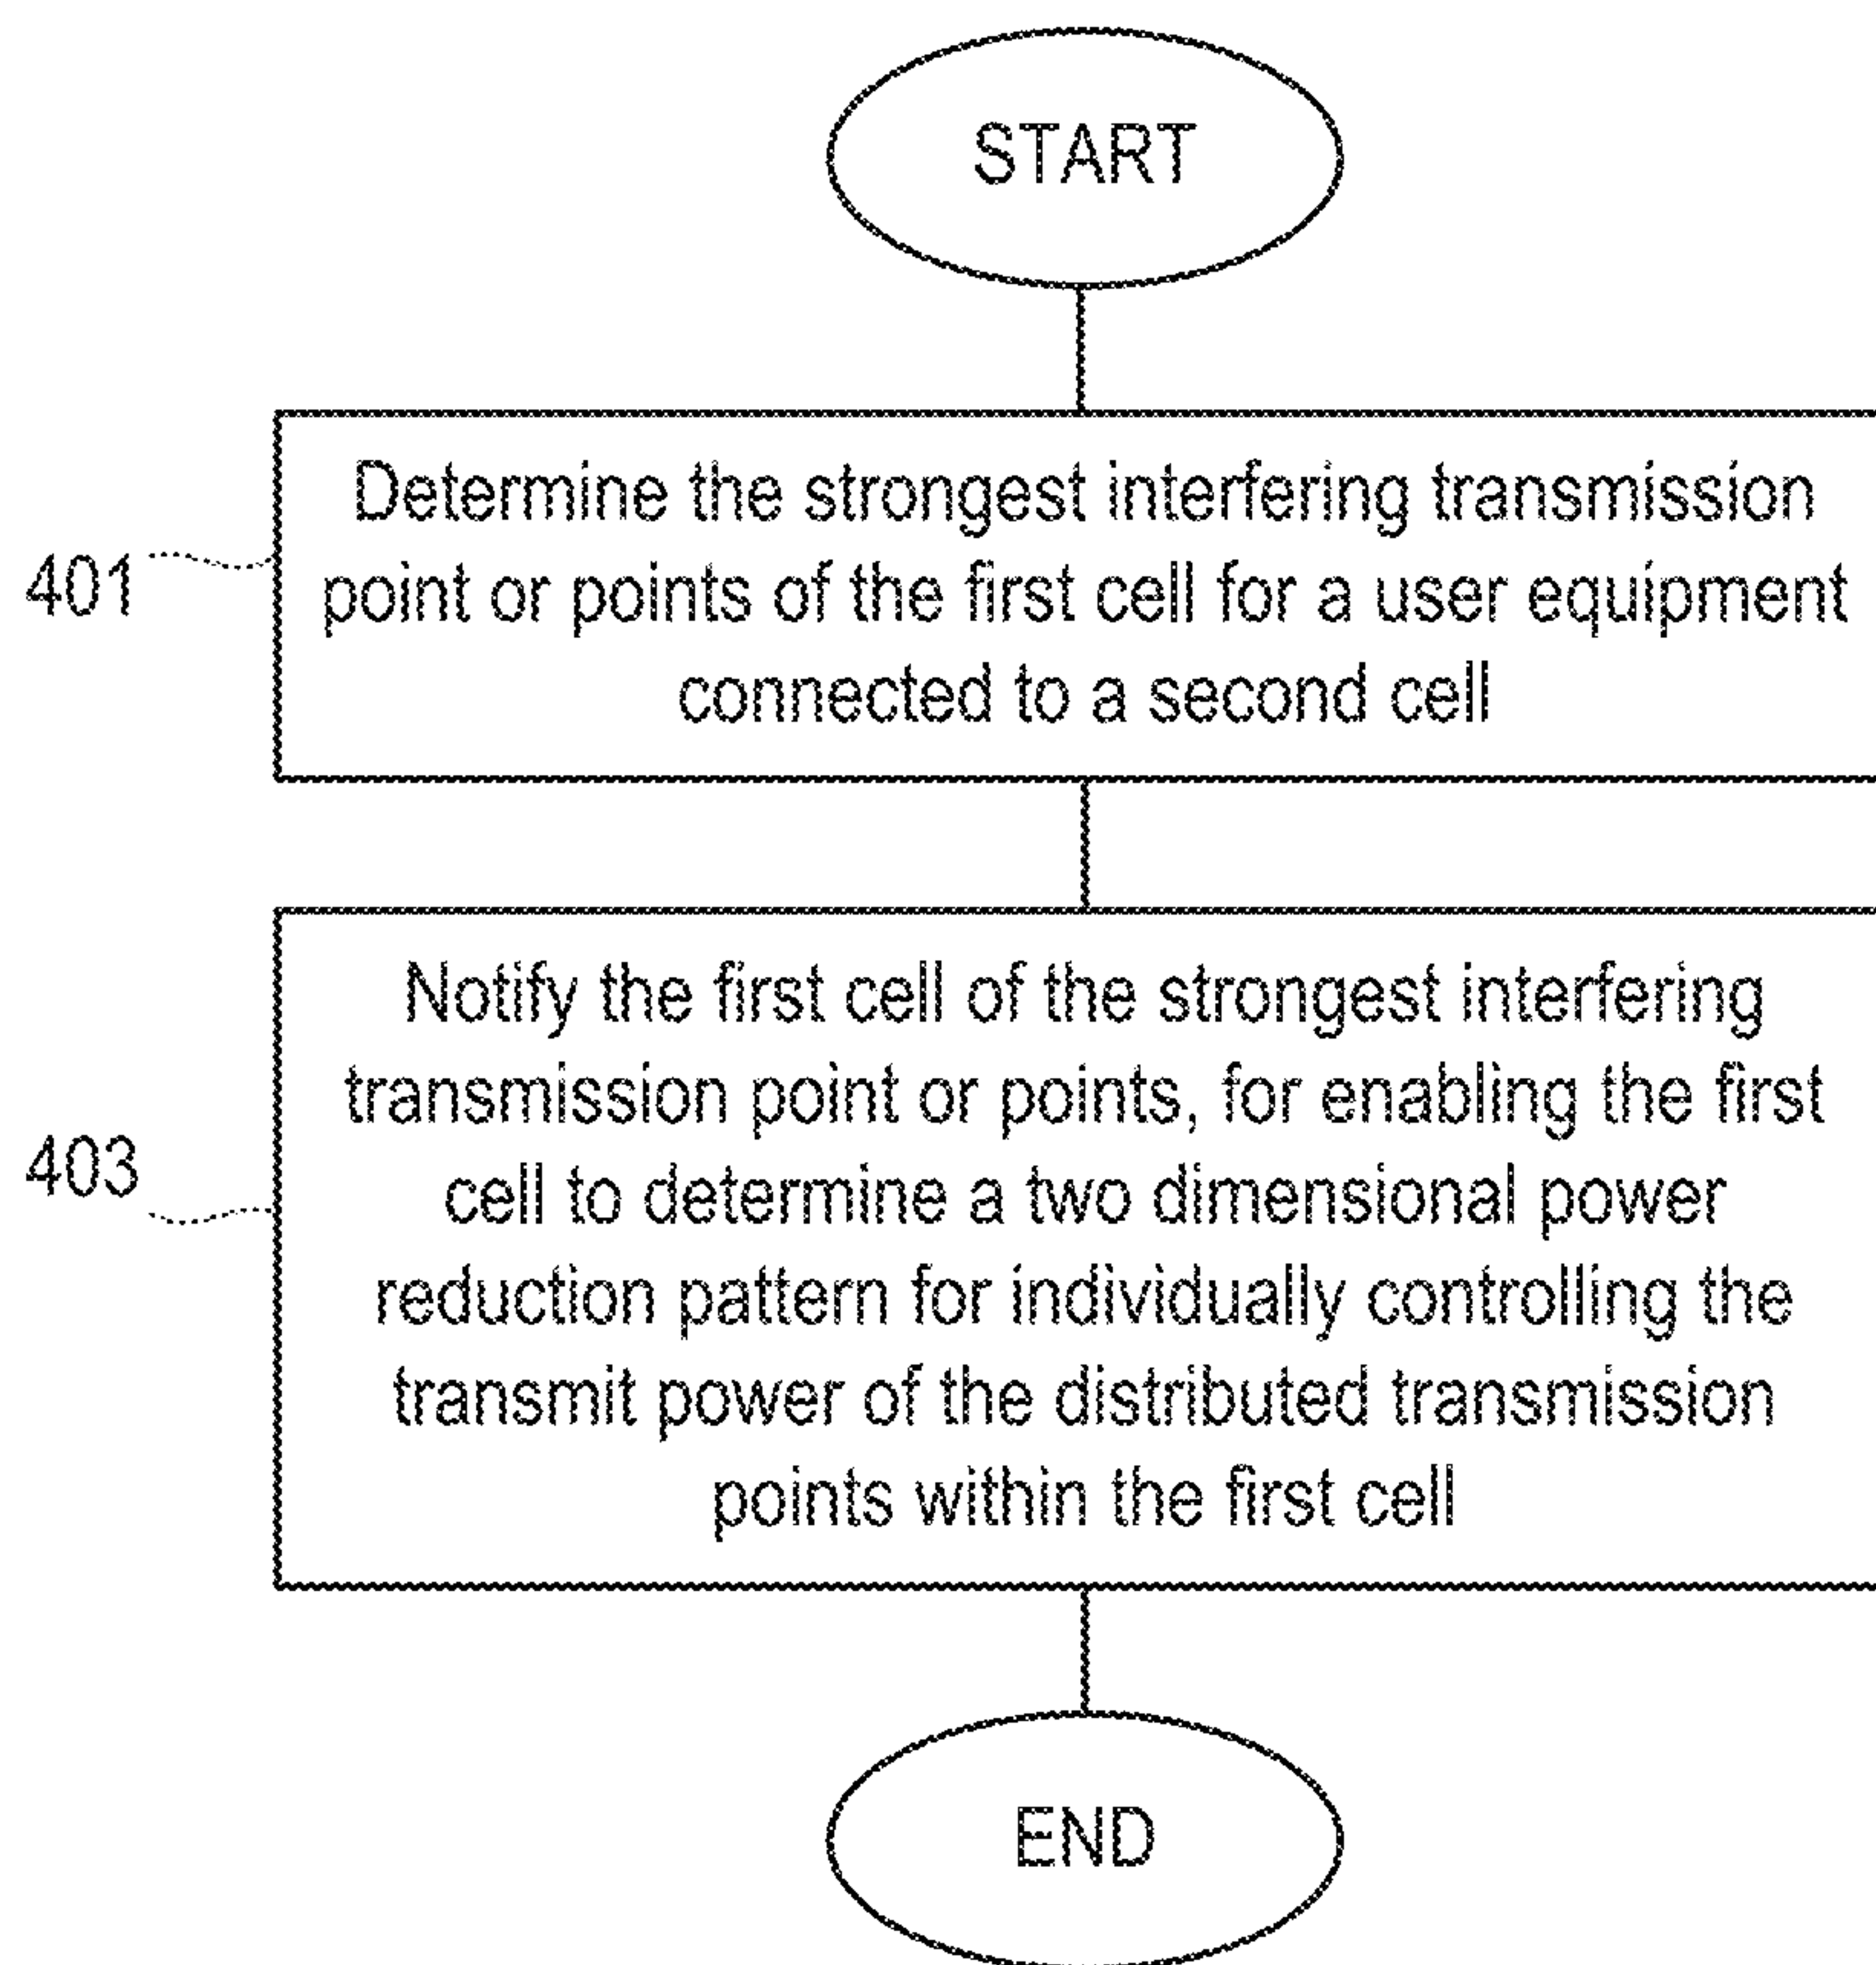 START
401
Determine the strongest interfering transmission
point or points of the first cell for a user equipment
connected to a second cell
403
Notify the first cell of the strongest interfering
transmission point or points, for enabling the first
cell to determine a two dimensional power
reduction pattern for individually controlling the
transmit power of the distributed transmission
points within the first cell
END